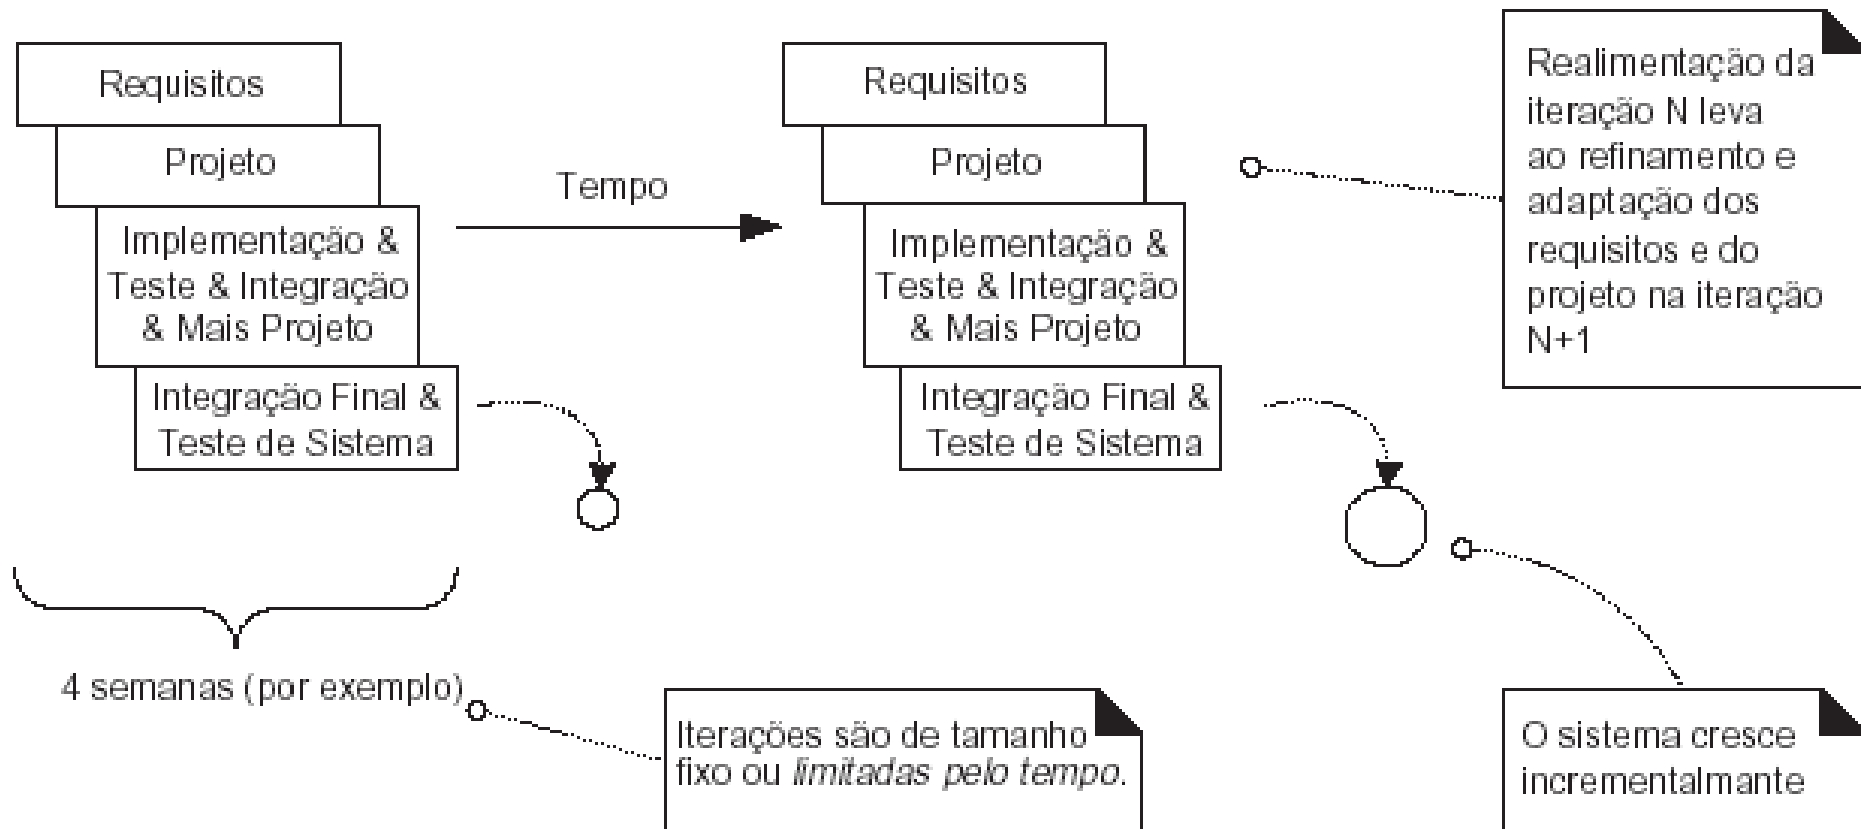 Requisitos
Projeto
Implementação &
Teste & Integração
& Mais Projeto
Integração Final &
Teste de Sistema
Tempo
Requisitos
Projeto
Implementação &
Teste & Integração
& Mais Projeto
Integração Final &
Teste de Sistema
Realimentação da
iteração N leva
ao refinamento e
adaptação dos
requisitos e do
projeto na iteração
N+1
4 semanas (por exemplo)
Iterações são de tamanho
fixo ou limitadas pelo tempo.
O sistema cresce
incrementalmante